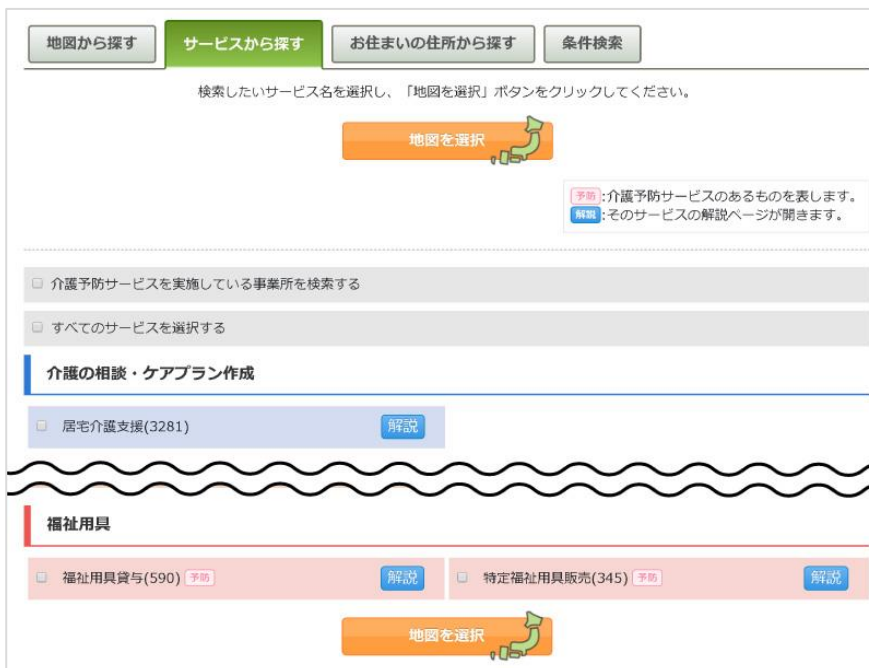 地図から探す サービスから探す お住まいの住所から探す 条件検索
検索したいサービス名を選択し、「地図を選択」ボタンをクリックしてください。
地図を選択
予防:介護予防サービスのあるものを表します。
解説:そのサービスの解説ページが開きます。
介護予防サービスを実施している事業所を検索する
すべてのサービスを選択する
介護の相談・ケアプラン作成
居宅介護支援(3281) 解説
福祉用具
福祉用具貸与(590) 予防 解説 特定福祉用具販売(345) 予防 解説
地図を選択